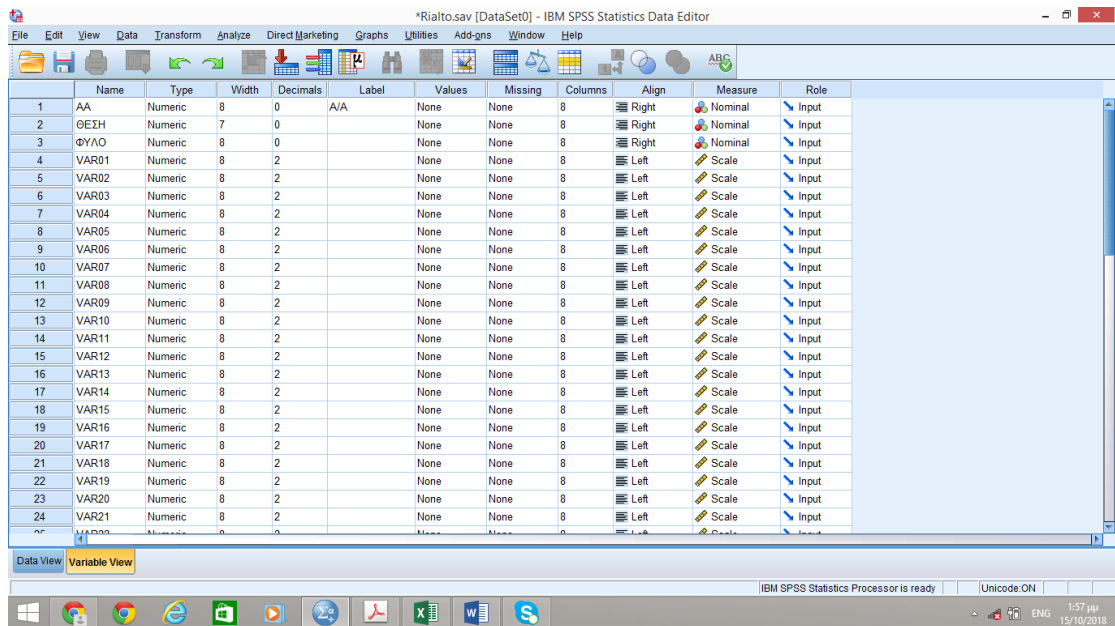 *Rialto.sav [DataSet0] - IBM SPSS Statistics Data Editor
File Edit View Data Transform Analyze Direct Marketing Graphs Utilities Add-ons Window Help
Name Type Width Decimals Label Values Missing Columns Align Measure Role
1 AA Numeric 8 0 A/A None None 8 Right Nominal Input
2 ΘΕΣΗ Numeric 7 0 None None 8 Right Nominal Input
3 ΦΥΛΟ Numeric 8 0 None None 8 Right Nominal Input
4 VAR01 Numeric 8 2 None None 8 Left Scale Input
5 VAR02 Numeric 8 2 None None 8 Left Scale Input
6 VAR03 Numeric 8 2 None None 8 Left Scale Input
7 VAR04 Numeric 8 2 None None 8 Left Scale Input
8 VAR05 Numeric 8 2 None None 8 Left Scale Input
9 VAR06 Numeric 8 2 None None 8 Left Scale Input
10 VAR07 Numeric 8 2 None None 8 Left Scale Input
11 VAR08 Numeric 8 2 None None 8 Left Scale Input
12 VAR09 Numeric 8 2 None None 8 Left Scale Input
13 VAR10 Numeric 8 2 None None 8 Left Scale Input
14 VAR11 Numeric 8 2 None None 8 Left Scale Input
15 VAR12 Numeric 8 2 None None 8 Left Scale Input
16 VAR13 Numeric 8 2 None None 8 Left Scale Input
17 VAR14 Numeric 8 2 None None 8 Left Scale Input
18 VAR15 Numeric 8 2 None None 8 Left Scale Input
19 VAR16 Numeric 8 2 None None 8 Left Scale Input
20 VAR17 Numeric 8 2 None None 8 Left Scale Input
21 VAR18 Numeric 8 2 None None 8 Left Scale Input
22 VAR19 Numeric 8 2 None None 8 Left Scale Input
23 VAR20 Numeric 8 2 None None 8 Left Scale Input
24 VAR21 Numeric 8 2 None None 8 Left Scale Input
Data View Variable View
IBM SPSS Statistics Processor is ready Unicode:ON
ENG 1:57 μμ
15/10/2018